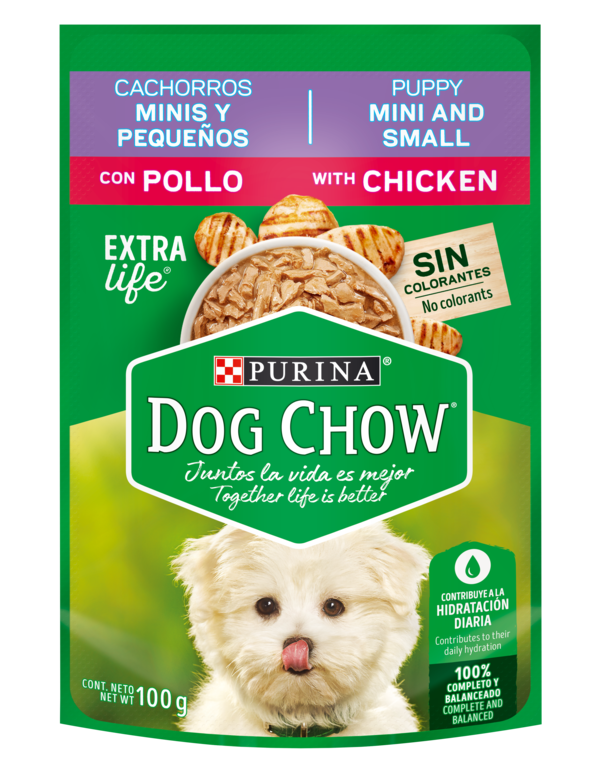 CACHORROS
MINIS Y
PEQUEÑOS
PUPPY
MINI AND
SMALL
CON POLLO
WITH CHICKEN
EXTRA
life®
SIN
COLORANTES
No colorants
PURINA®
DOG CHOW®
Juntos la vida es mejor
Together life is better
CONTRIBUYE A LA
HIDRATACIÓN
DIARIA
Contributes to their
daily hydration
100%
COMPLETO Y
BALANCEADO
COMPLETE AND
BALANCED
CONT. NETO
NET WT 100g